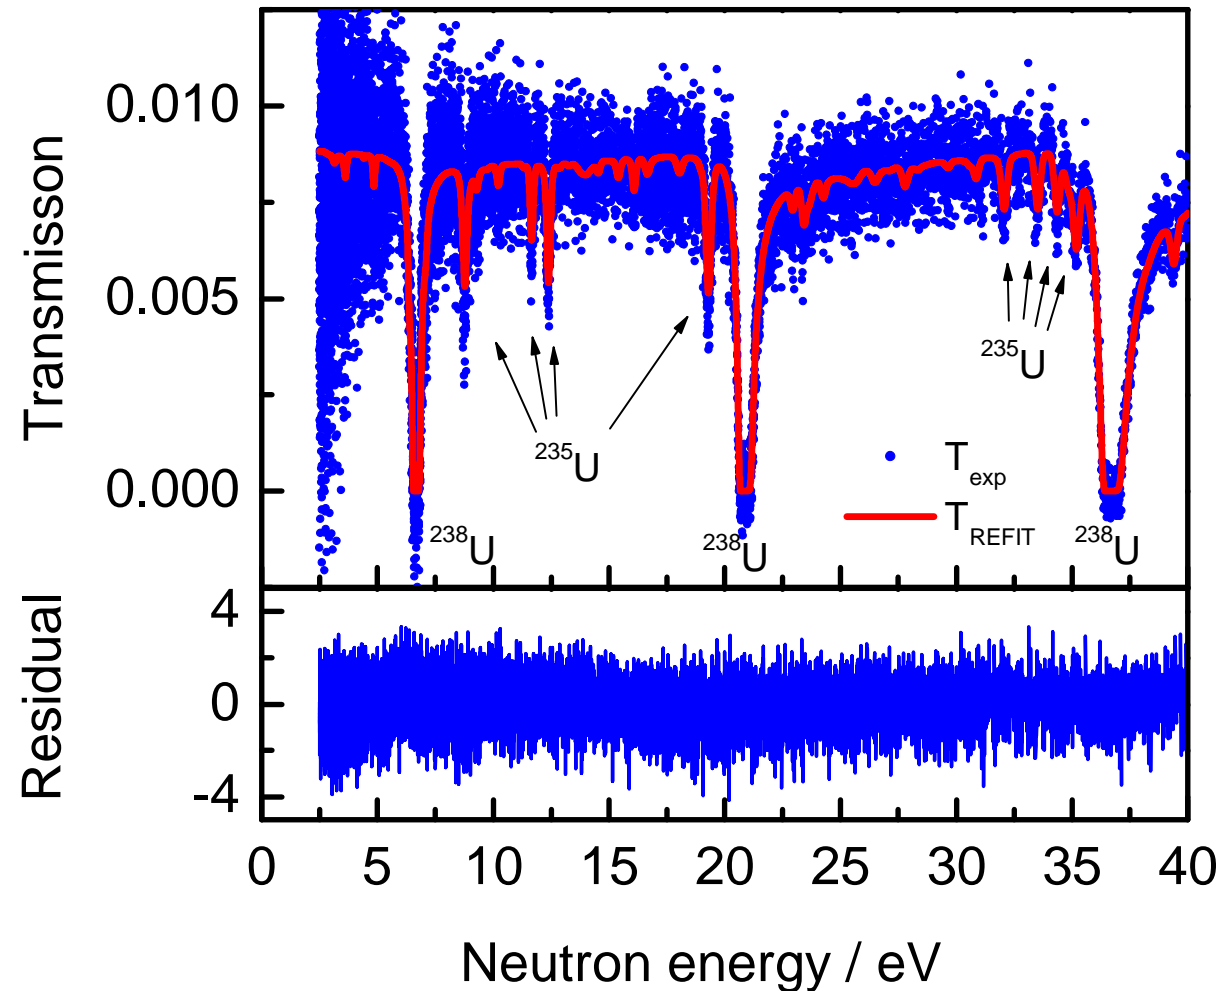 Transmisson
0.010
0.005
0.000
235U
235U
Texp
TREFIT
238U
238U
238U
Residual
4
0
-4
0 5 10 15 20 25 30 35 40
Neutron energy / eV